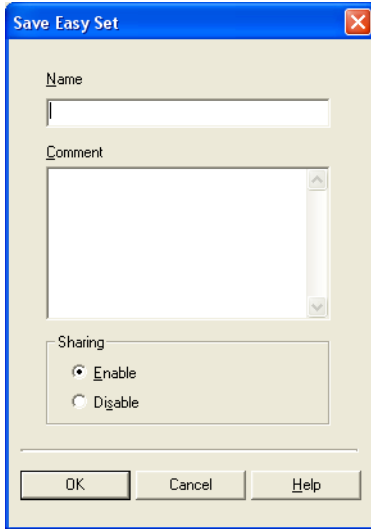 Save Easy Set
Name
Comment
Sharing
Enable
Disable
OK Cancel Help